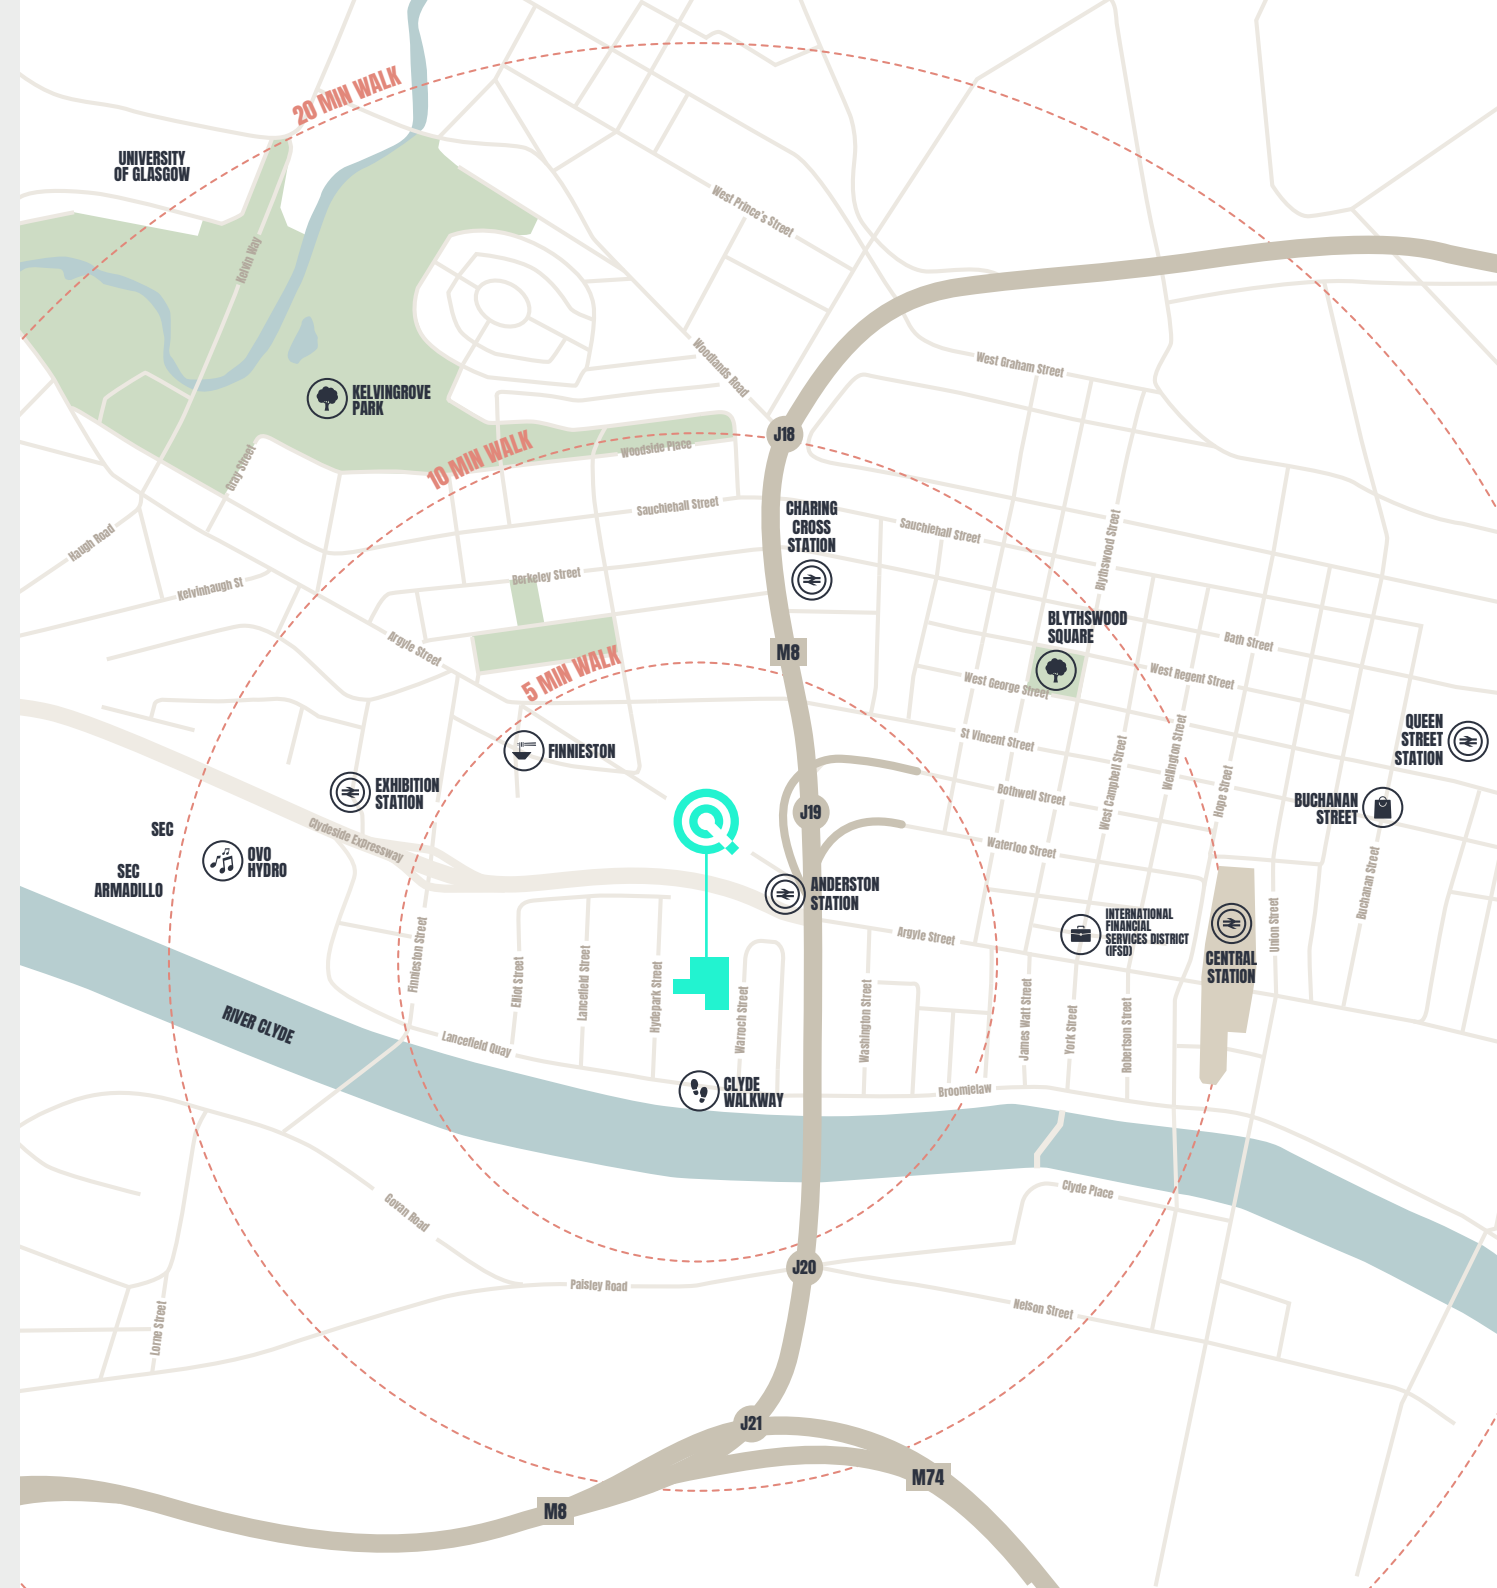 20 MIN WALK
UNIVERSITY
OF GLASGOW
West Prince's Street
Kelvin Way
Woodlands Road
West Graham Street
KELVINGROVE
PARK
J18
10 MIN WALK
Woodside Place
Gray Street
Sauchiehall Street
CHARING
CROSS
STATION
Sauchiehall Street
Blythswood Street
Haugh Road
Kelvinhaugh St
Berkeley Street
BLYTHSWOOD
SQUARE
Argyle Street
M8
Bath Street
5 MIN WALK
West George Street
West Regent Street
QUEEN
STREET
STATION
FINNIESTON
St Vincent Street
Wellington Street
West Campbell Street
Hope Street
EXHIBITION
STATION
Bothwell Street
BUCHANAN
STREET
J19
SEC
Clydeside Expressway
OVO
HYDRO
SEC
ARMADILLO
Waterloo Street
Buchanan Street
ANDERSTON
STATION
INTERNATIONAL
FINANCIAL
SERVICES DISTRICT
(IFSD)
Argyle Street
Union Street
CENTRAL
STATION
Finnieston Street
Elliot Street
Lancefield Street
Hydepark Street
Warroch Street
Washington Street
James Watt Street
York Street
Robertson Street
RIVER CLYDE
Lancefield Quay
CLYDE
WALKWAY
Broomielaw
Clyde Place
Govan Road
J20
Paisley Road
Nelson Street
Lorne Street
J21
M74
M8